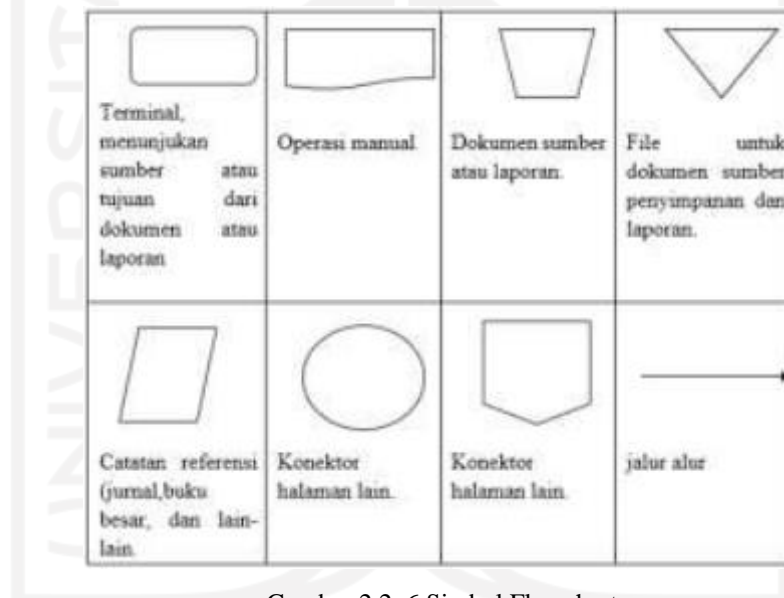 Terminal,
menunjukan
sumber atau
tujuan dari
dokumen atau
laporan
Operasi manual
Dokumen sumber
atau laporan.
File untuk
dokumen sumber
penyimpanan dan
laporan.
Catatan referensi
(jurnal,buku
besar, dan lain-
lain
Konektor
halaman lain.
Konektor
halaman lain.
jalur alur